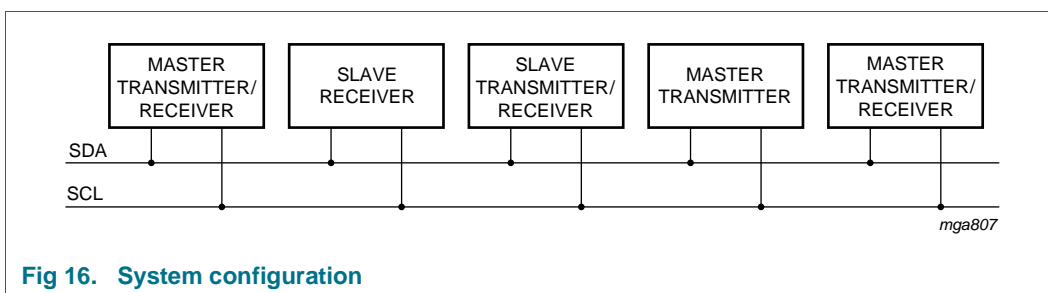 MASTER
TRANSMITTER/
RECEIVER
SLAVE
RECEIVER
SLAVE
TRANSMITTER/
RECEIVER
MASTER
TRANSMITTER
MASTER
TRANSMITTER/
RECEIVER
SDA
SCL
mga807
Fig 16. System configuration